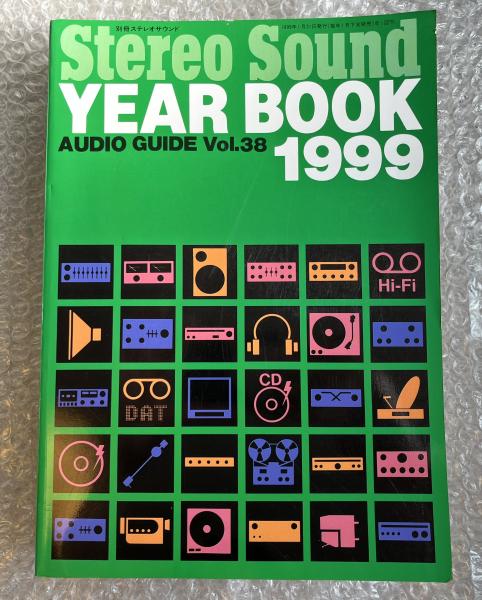 別冊ステレオサウンド
Stereo Sound
YEAR BOOK
AUDIO GUIDE Vol.38
1999
Hi-Fi
CD
DAT